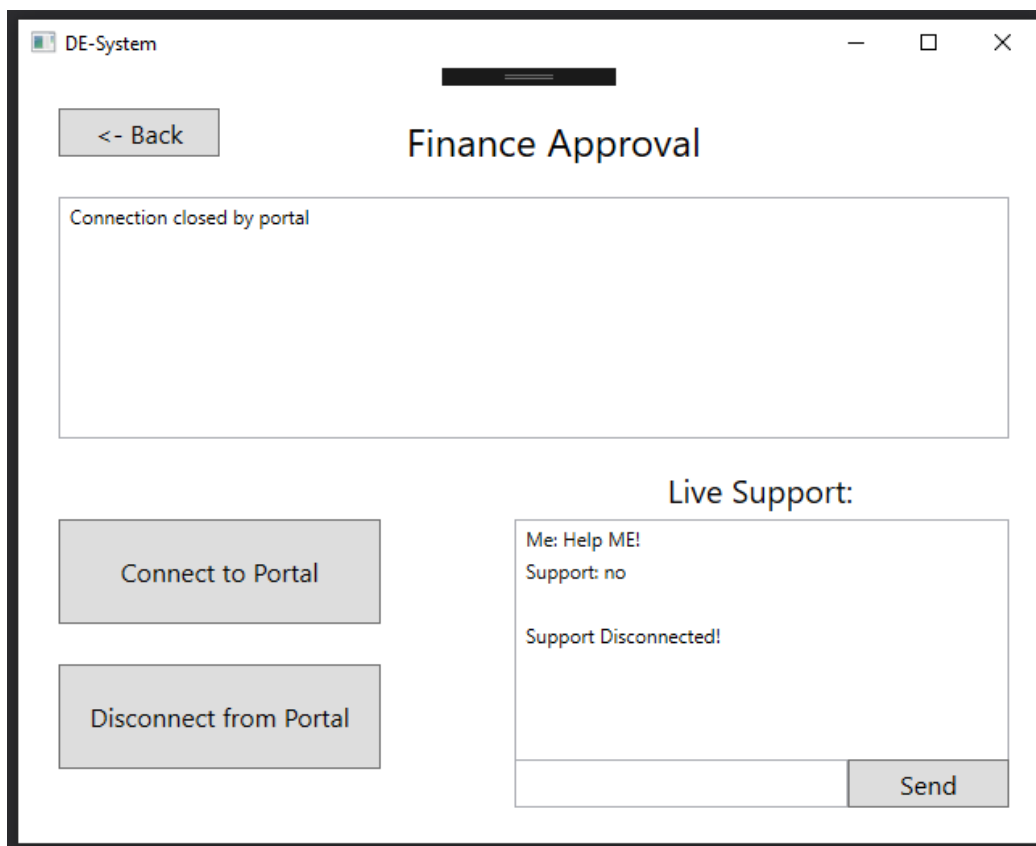 DE-System
<- Back
Finance Approval
Connection closed by portal
Live Support:
Me: Help ME!
Support: no
Support Disconnected!
Connect to Portal
Disconnect from Portal
Send